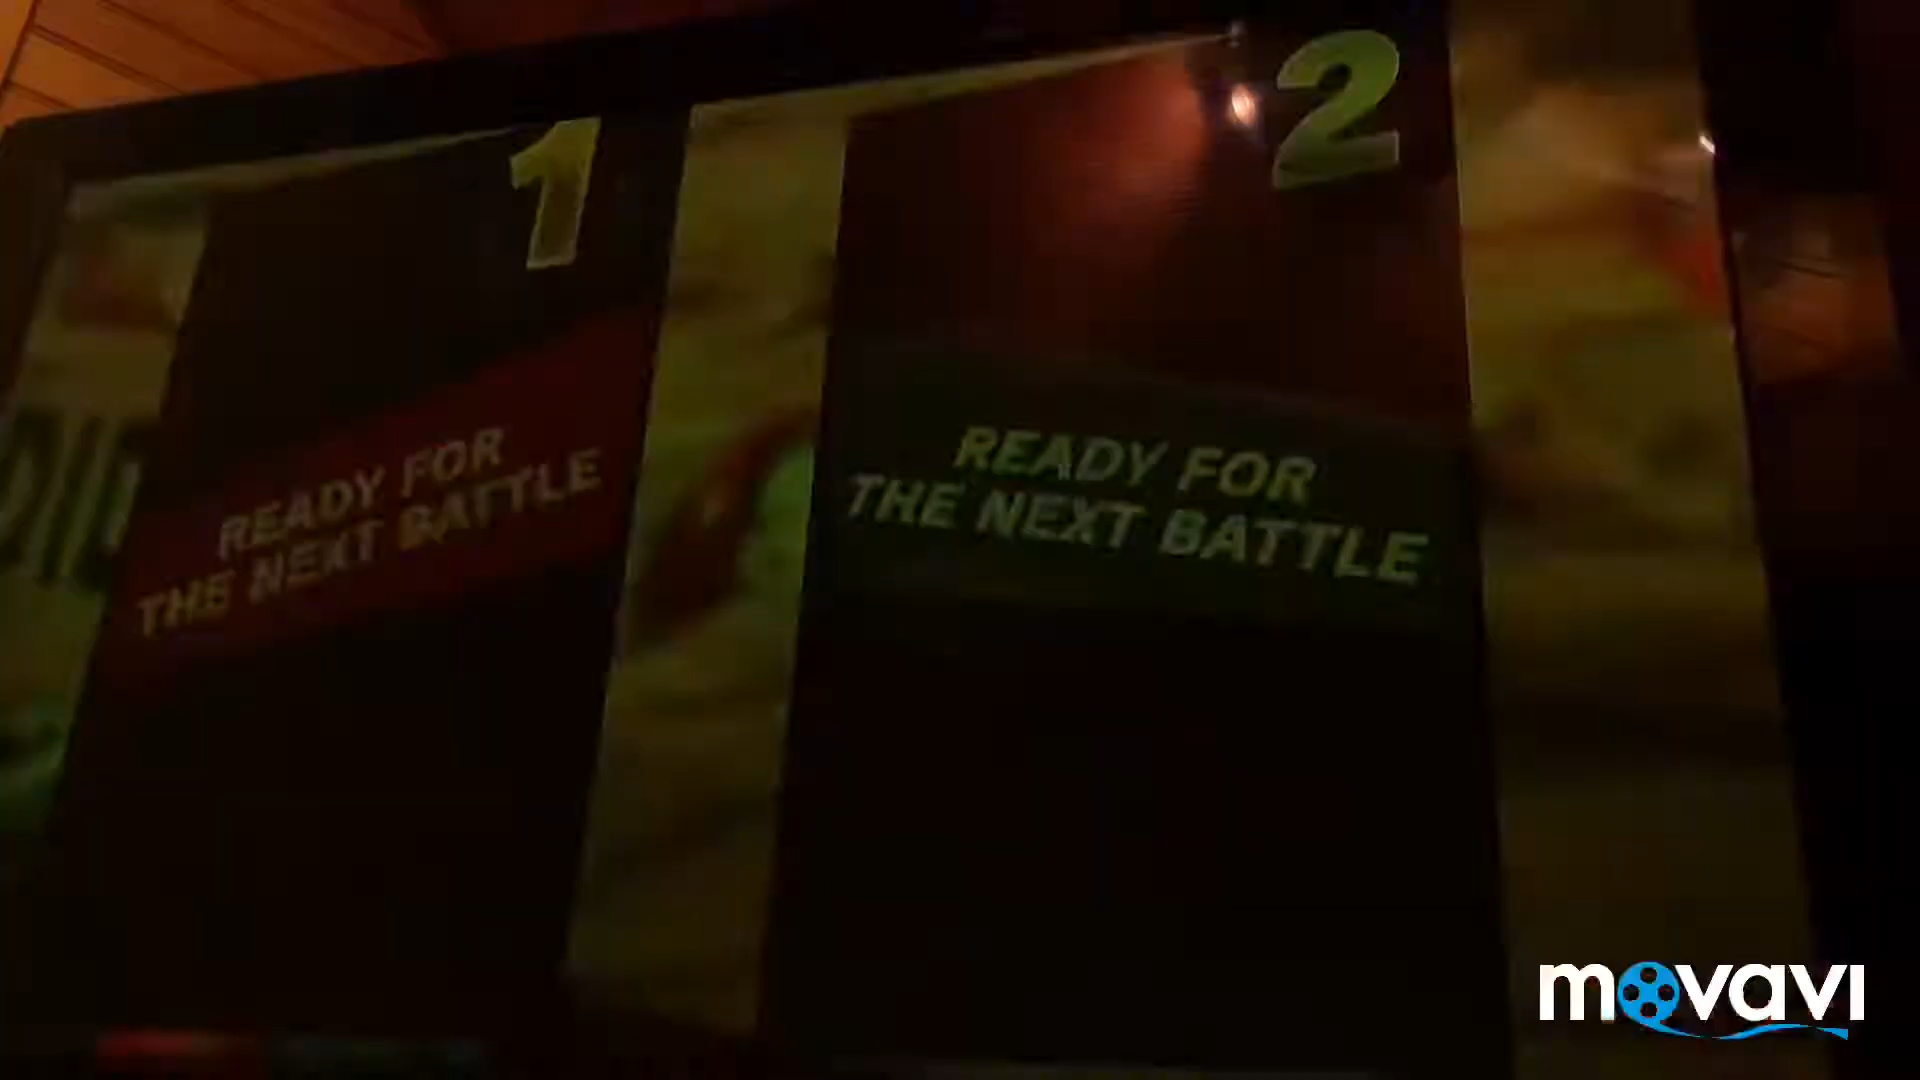 1
READY FOR
THE NEXT BATTLE
2
READY FOR
THE NEXT BATTLE
movavi